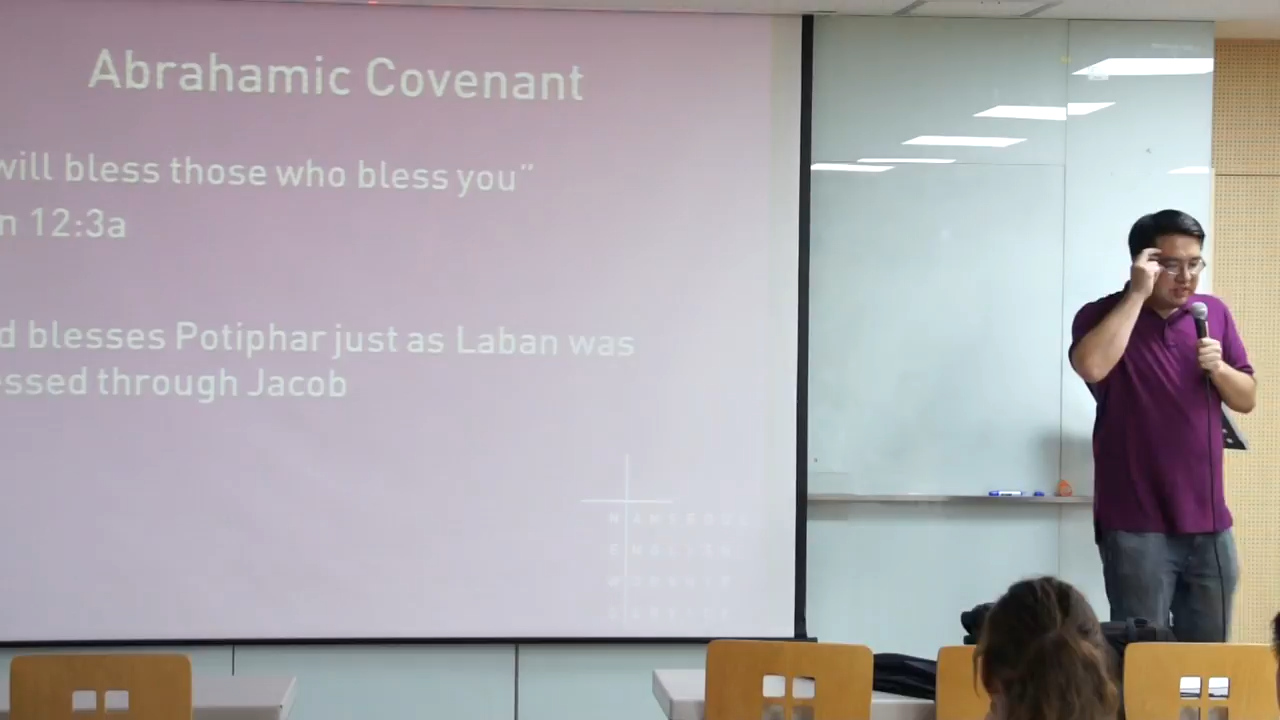 Abrahamic Covenant
will bless those who bless you”
n 12:3a
d blesses Potiphar just as Laban was
essed through Jacob